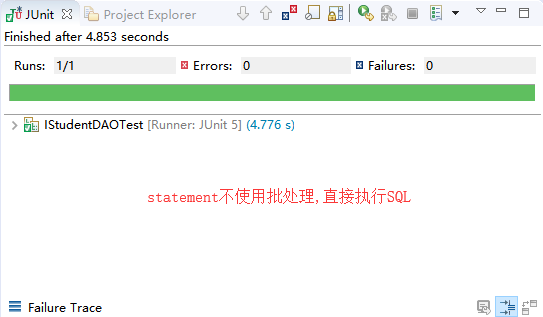 JUnit
Project Explorer
Finished after 4.853 seconds
Runs: 1/1
Errors: 0
Failures: 0
IStudentDAOTest [Runner: JUnit 5] (4.776 s)
statement不使用批处理,直接执行SQL
Failure Trace